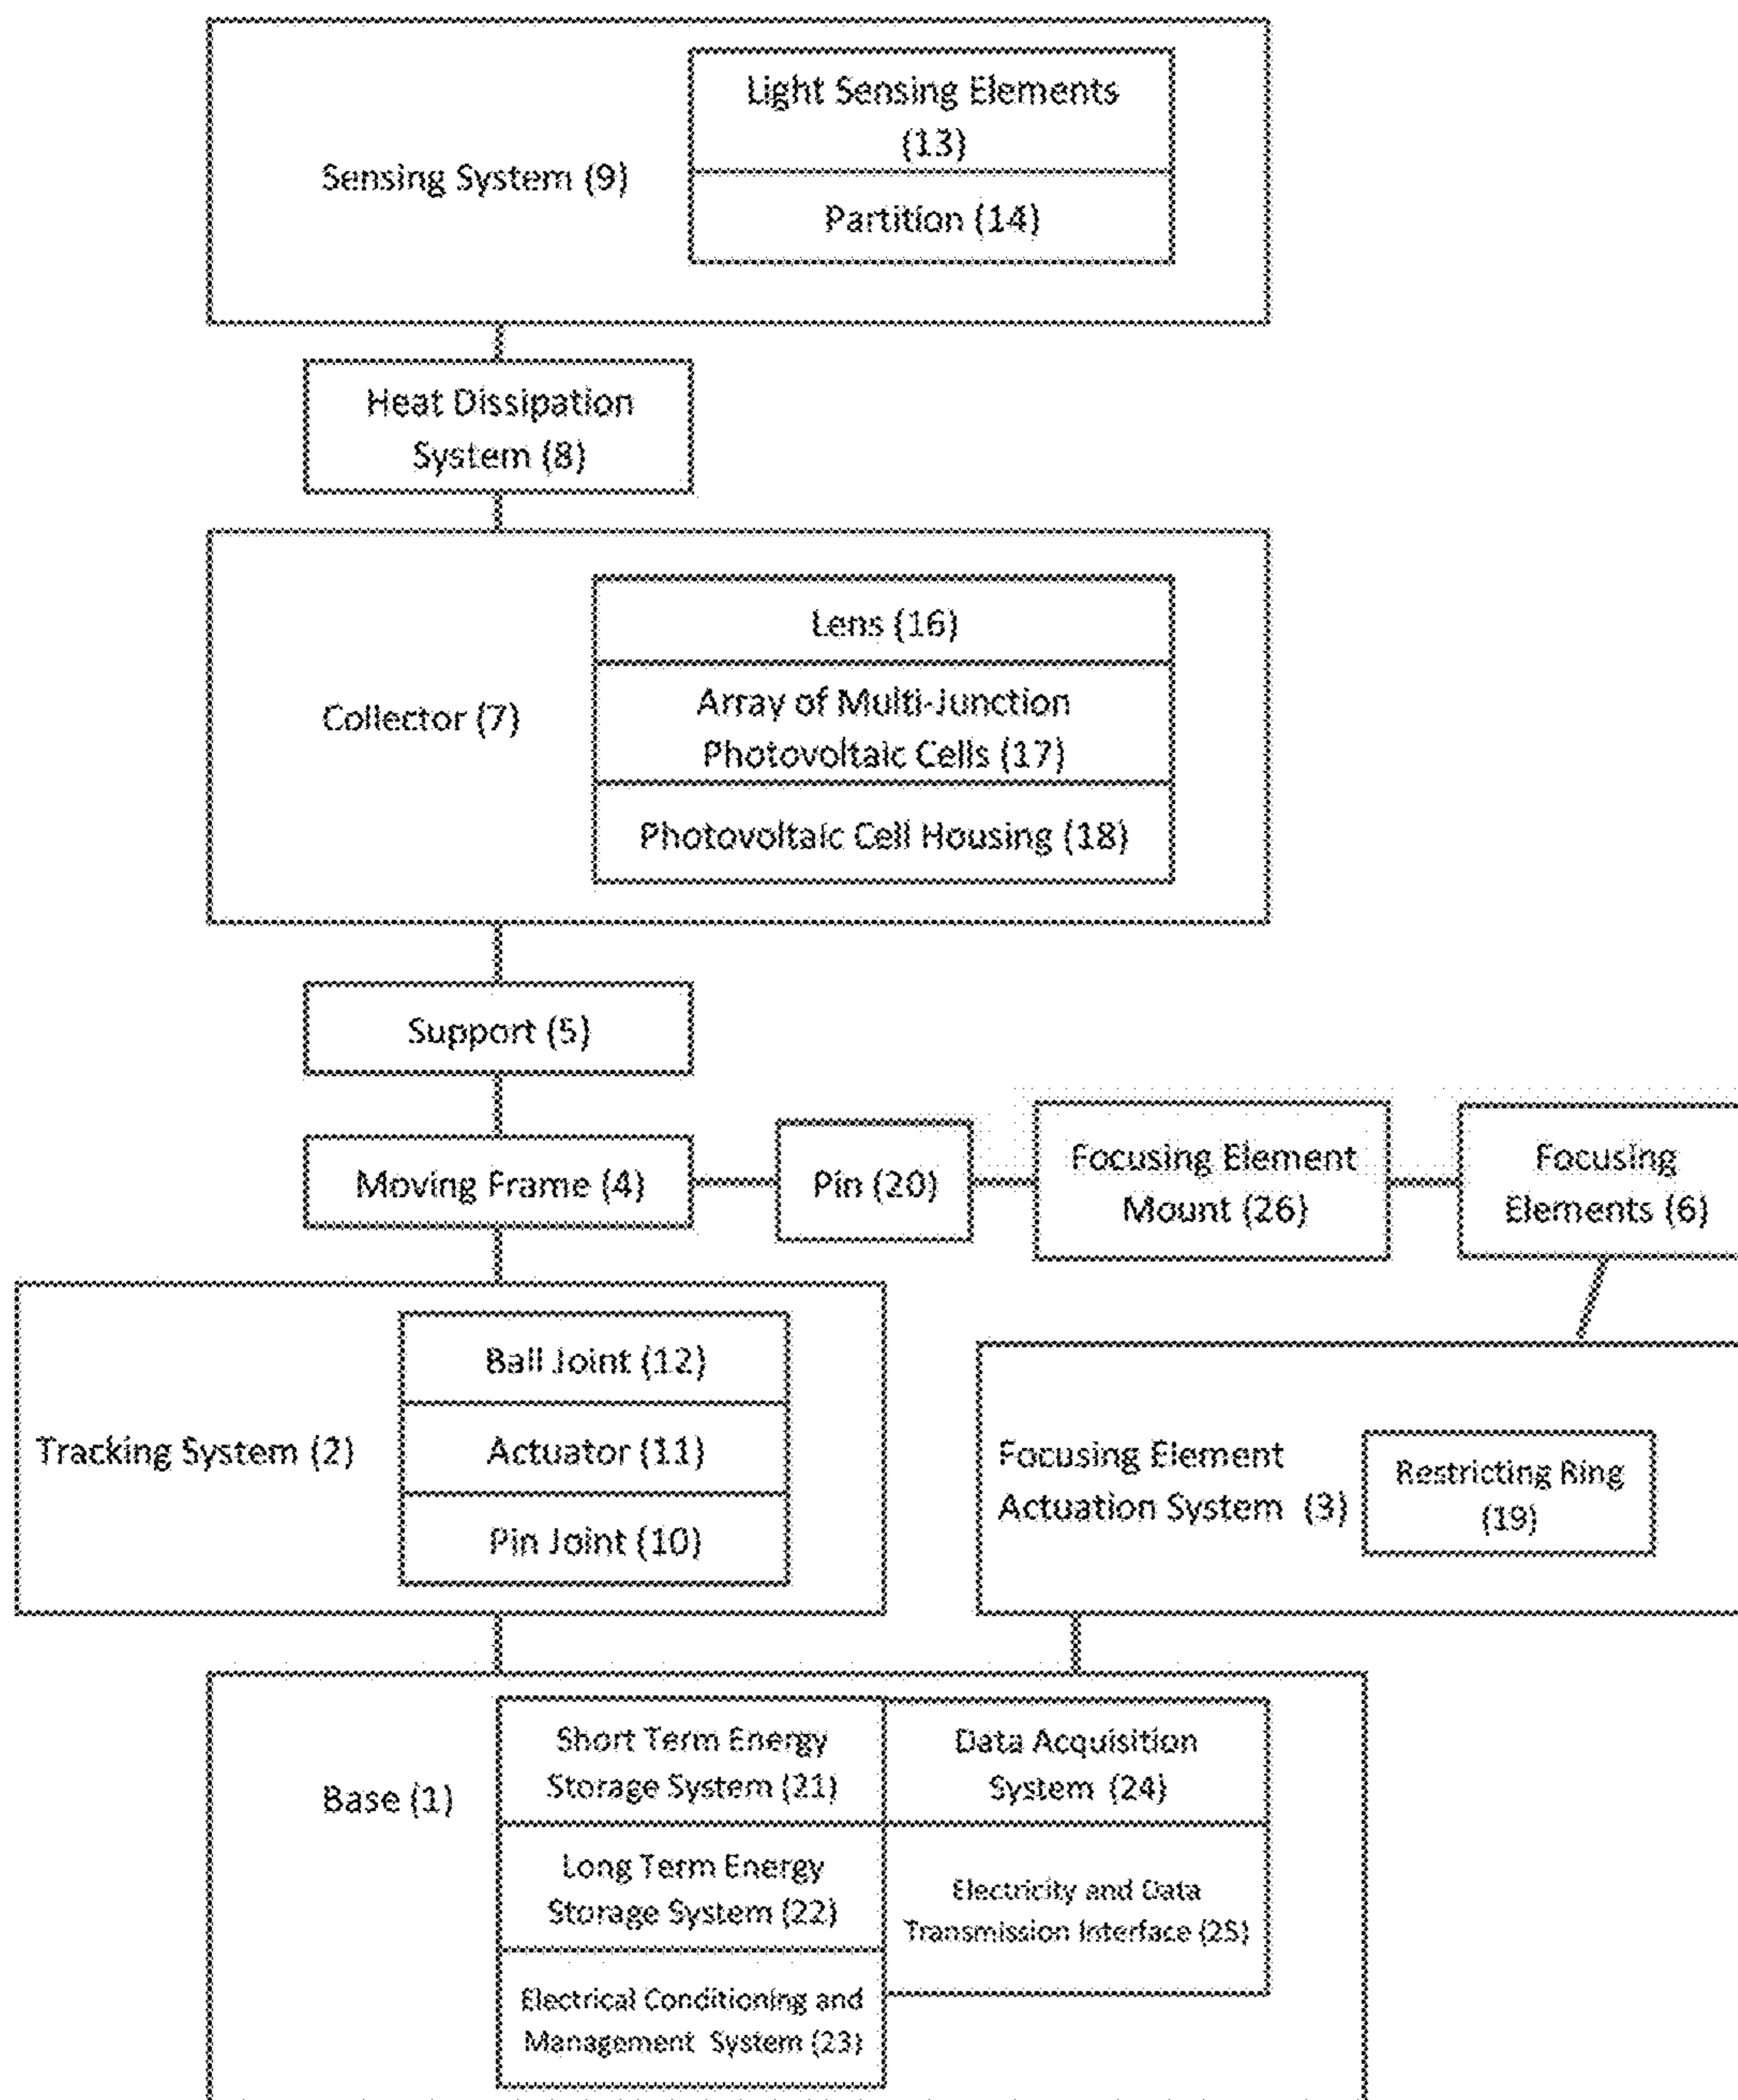 Light Sensing Elements
(13)
Sensing System (9)
Partition (14)
Heat Dissipation
System (8)
Lens (16)
Array of Multi-Junction
Photovoltaic Cells (17)
Collector (7)
Photovoltaic Cell Housing (18)
Support (5)
Moving Frame (4)
Pin (20)
Focusing Element
Mount (26)
Focusing
Elements (6)
Ball Joint (12)
Tracking System (2)
Actuator (11)
Pin Joint (10)
Focusing Element
Actuation System (3)
Restricting Ring
(19)
Base (1)
Short Term Energy
Storage System (21)
Data Acquisition
System (24)
Long Term Energy
Storage System (22)
Electricity and Data
Transmission Interface (25)
Electrical Conditioning and
Management System (23)